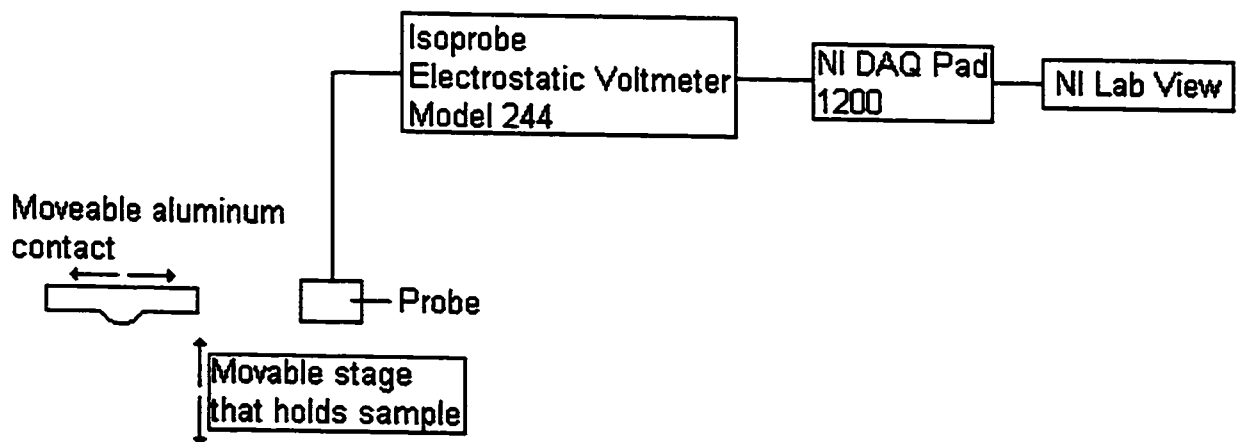 Isoprobe
Electrostatic Voltmeter
Model 244
NI DAQ Pad
1200
NI Lab View
Moveable aluminum
contact
Probe
Movable stage
that holds sample